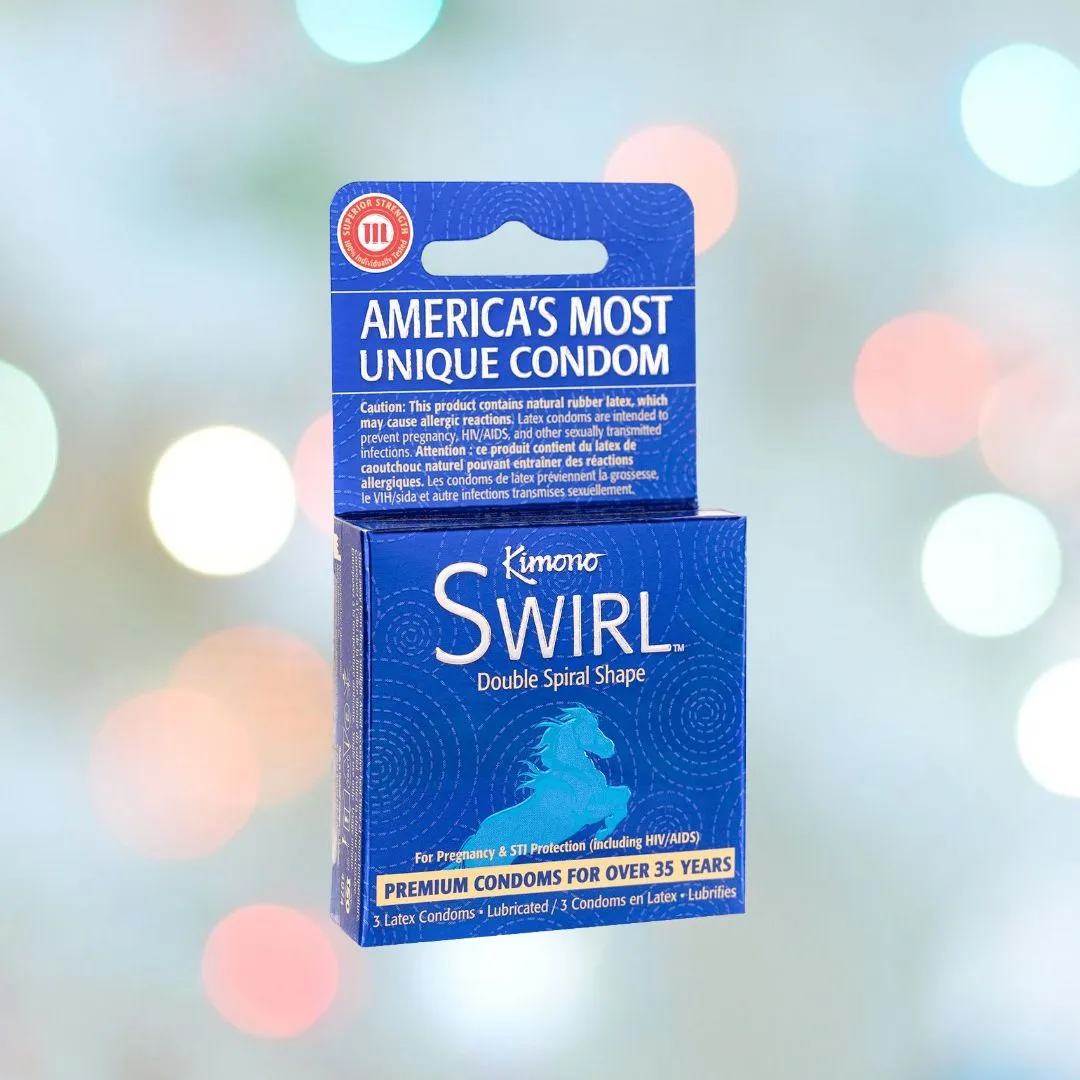 SUPERIOR STRENGTH
100% Individually Tested
AMERICA'S MOST
UNIQUE CONDOM
Caution: This product contains natural rubber latex, which
may cause allergic reactions. Latex condoms are intended to
prevent pregnancy, HIV/AIDS, and other sexually transmitted
infections. Attention : ce produit contient du latex de
caoutchouc naturel pouvant entraîner des réactions
allergiques. Les condoms de latex préviennent la grossesse,
le VIH/sida et autre infections transmises sexuellement.
Kimono
SWIRL™
Double Spiral Shape
For Pregnancy & STI Protection (including HIV/AIDS)
PREMIUM CONDOMS FOR OVER 35 YEARS
3 Latex Condoms • Lubricated / 3 Condoms en Latex • Lubrifies